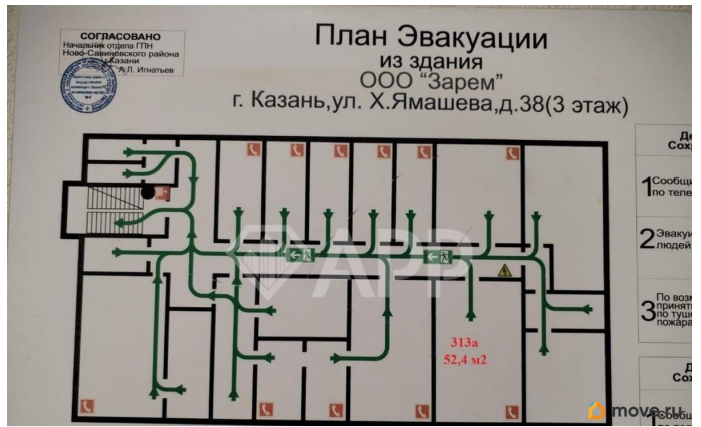 СОГЛАСОВАНО
Начальник отдела ГПН
Ново-Савиновского района
г.Казани
А.Л. Игнатьев
План Эвакуации
из здания
ООО "Зарем"
г. Казань,ул. Х.Ямашева,д.38(3 этаж)
Сообщи
по теле
2
Эвакуи
людей
3
По возм
принят
по туше
пожара
APP
313а
52,4 м2
move.ru